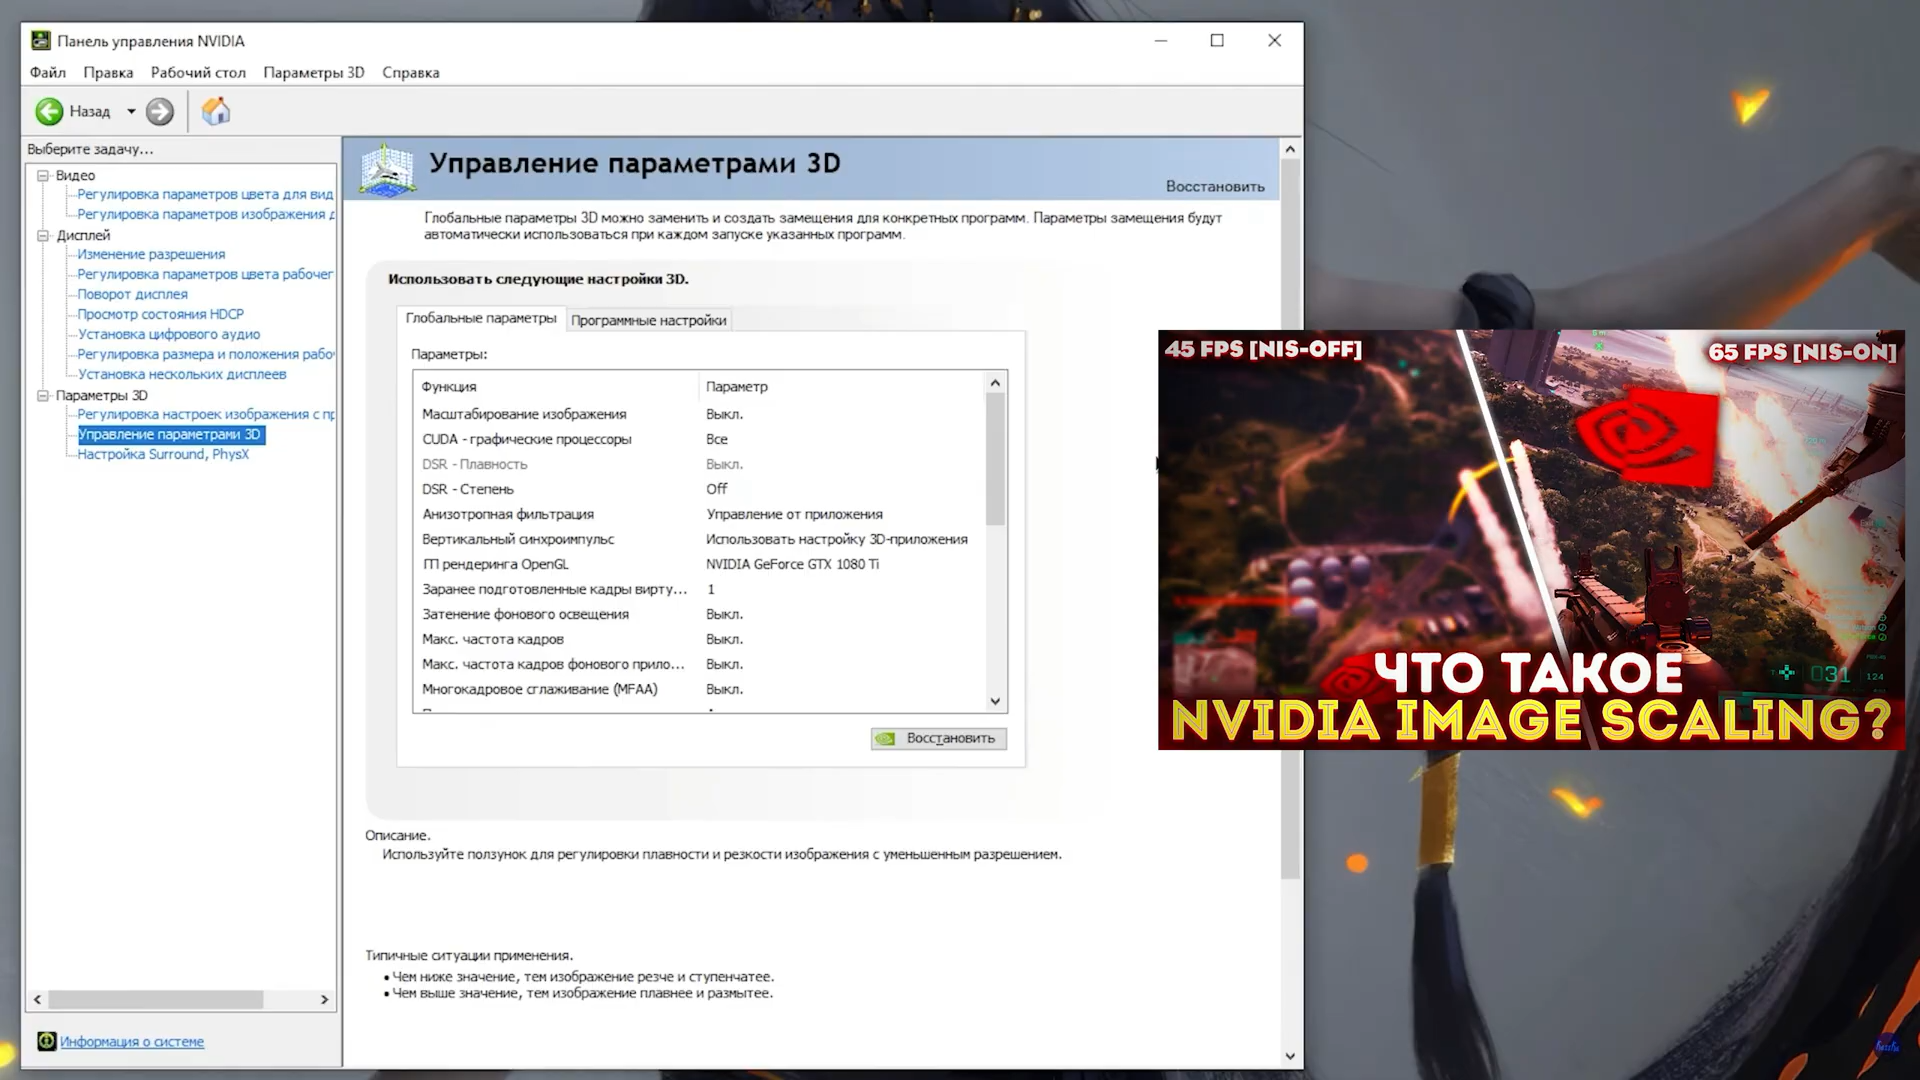 Панель управления NVIDIA
Файл Правка Рабочий стол Параметры 3D Справка
Назад
Выберите задачу...
Видео
Регулировка параметров цвета для вид
Регулировка параметров изображения д
Дисплей
Изменение разрешения
Регулировка параметров цвета рабочег
Поворот дисплея
Просмотр состояния HDCP
Установка цифрового аудио
Регулировка размера и положения рабо
Установка нескольких дисплеев
Параметры 3D
Регулировка настроек изображения с пр
Управление параметрами 3D
Настройка Surround, PhysX
Информация о системе
Управление параметрами 3D
Восстановить
Глобальные параметры 3D можно заменить и создать замещения для конкретных программ. Параметры замещения будут
автоматически использоваться при каждом запуске указанных программ.
Использовать следующие настройки 3D.
Глобальные параметры Программные настройки
Параметры:
Функция Параметр
Масштабирование изображения Выкл.
CUDA - графические процессоры Все
DSR - Плавность Выкл.
DSR - Степень Off
Анизотропная фильтрация Управление от приложения
Вертикальный синхроимпульс Использовать настройку 3D-приложения
ГП рендеринга OpenGL NVIDIA GeForce GTX 1080 Ti
Заранее подготовленные кадры вирту... 1
Затенение фонового освещения Выкл.
Макс. частота кадров Выкл.
Макс. частота кадров фонового прило... Выкл.
Многокадровое сглаживание (MFAA) Выкл.
Восстановить
Описание.
Используйте ползунок для регулировки плавности и резкости изображения с уменьшенным разрешением.
Типичные ситуации применения.
• Чем ниже значение, тем изображение резче и ступенчатее.
• Чем выше значение, тем изображение плавнее и размытее.
45 FPS [NIS-OFF]
65 FPS [NIS-ON]
031 124
ЧТО ТАКОЕ
NVIDIA IMAGE SCALING?